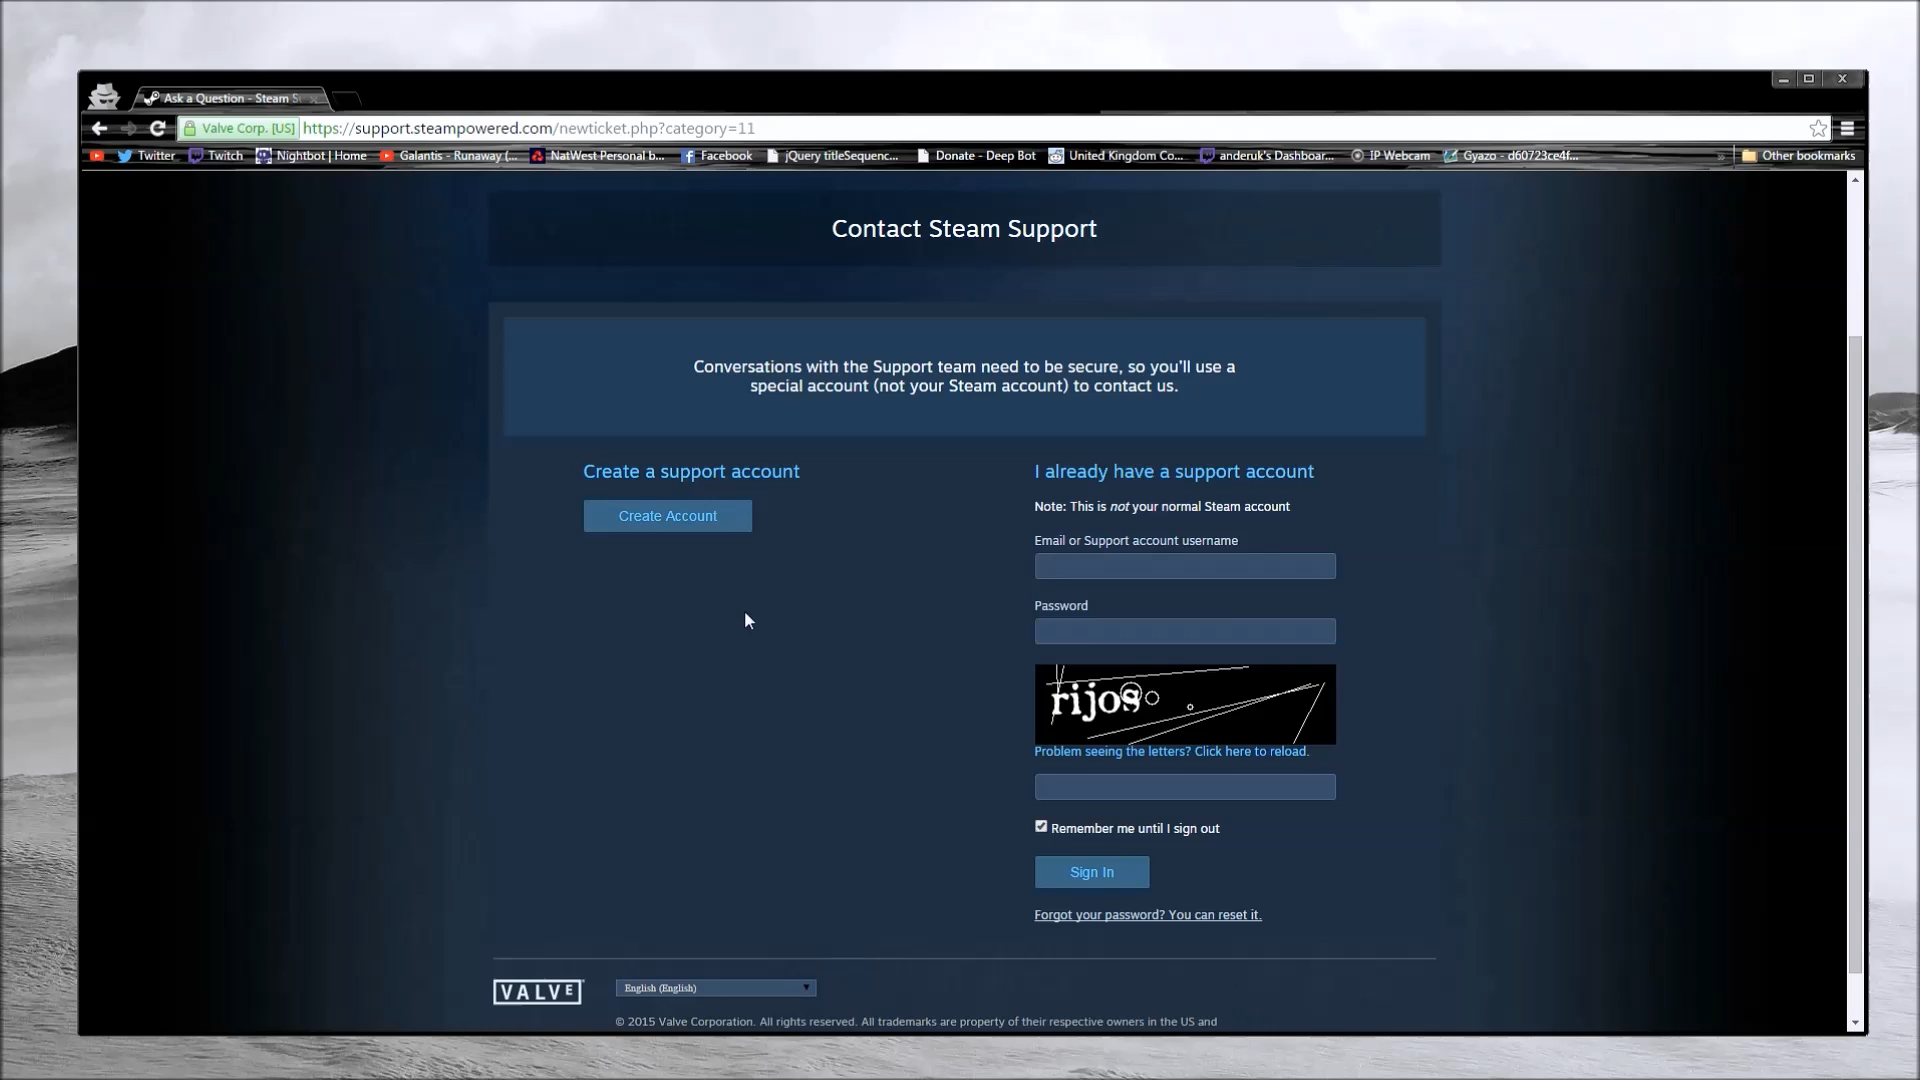 Ask a Question - Steam S
Valve Corp. [US]
https://support.steampowered.com/newticket.php?category=11
Twitter
Twitch
Nightbot | Home
Galantis - Runaway (...
NatWest Personal b...
Facebook
jQuery titleSequenc...
Donate - Deep Bot
United Kingdom Co...
anderuk's Dashboar...
IP Webcam
Gyazo - d60723ce4f...
»
Other bookmarks
Contact Steam Support
Conversations with the Support team need to be secure, so you'll use a
special account (not your Steam account) to contact us.
Create a support account
Create Account
I already have a support account
Note: This is not your normal Steam account
Email or Support account username
Password
rijos
Problem seeing the letters? Click here to reload.
Remember me until I sign out
Sign In
Forgot your password? You can reset it.
VALVE
English (English)
© 2015 Valve Corporation. All rights reserved. All trademarks are property of their respective owners in the US and